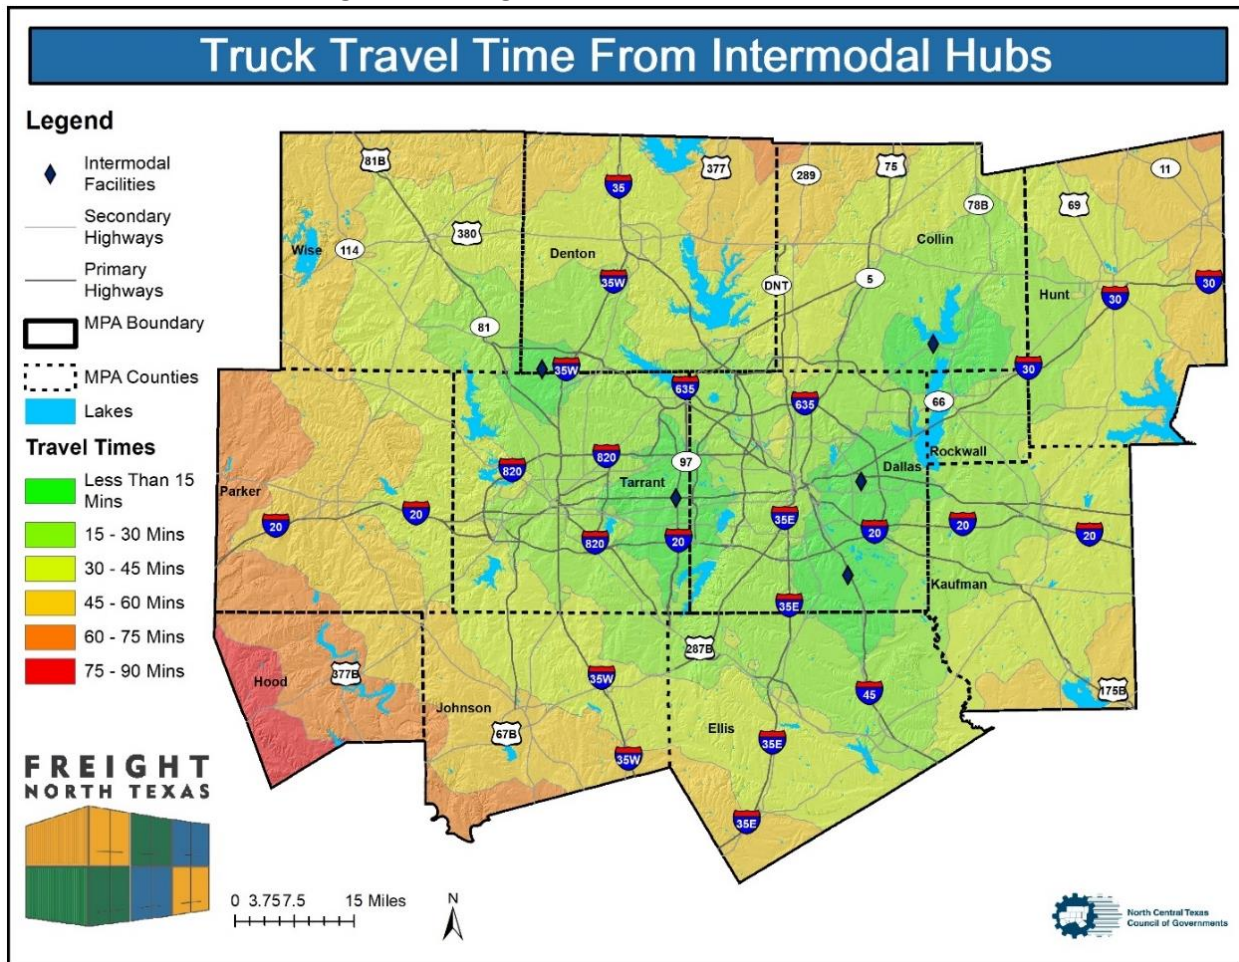 Truck Travel Time From Intermodal Hubs
Legend
Intermodal
Facilities
Secondary
Highways
Primary
Highways
MPA Boundary
MPA Counties
Lakes
Travel Times
Less Than 15
Mins
15 - 30 Mins
30 - 45 Mins
45 - 60 Mins
60 - 75 Mins
75 - 90 Mins
FREIGHT
NORTH TEXAS
0 3.75 7.5 15 Miles
N
North Central Texas
Council of Governments
81B
377
289
75
11
35
69
78B
380
Wise
114
Denton
Collin
35W
DNT
5
Hunt
30
30
81
35W
30
635
635
66
820
820
97
Rockwall
Dallas
Parker
Tarrant
20
20
35E
20
20
20
820
20
35E
Kaufman
287B
Hood
377B
35W
45
175B
Johnson
67B
Ellis
35E
35W
35E